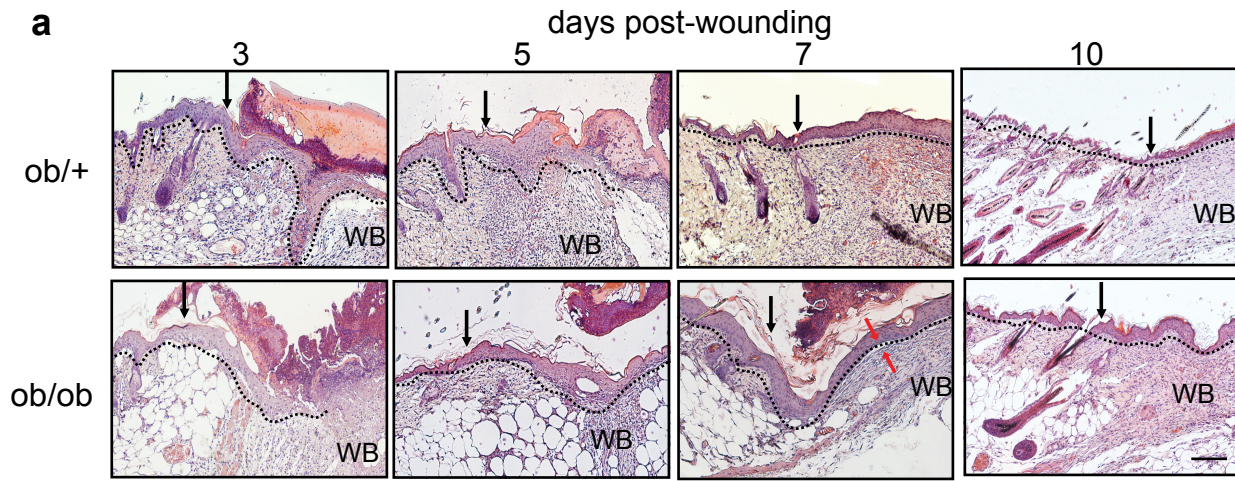 a
days post-wounding
3 5 7 10
ob/+
WB WB WB WB
ob/ob
WB WB WB WB